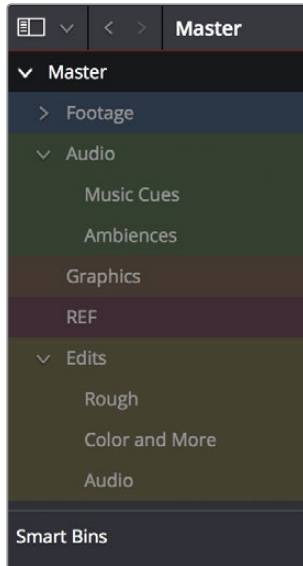 Master
Master
Footage
Audio
Music Cues
Ambiences
Graphics
REF
Edits
Rough
Color and More
Audio
Smart Bins